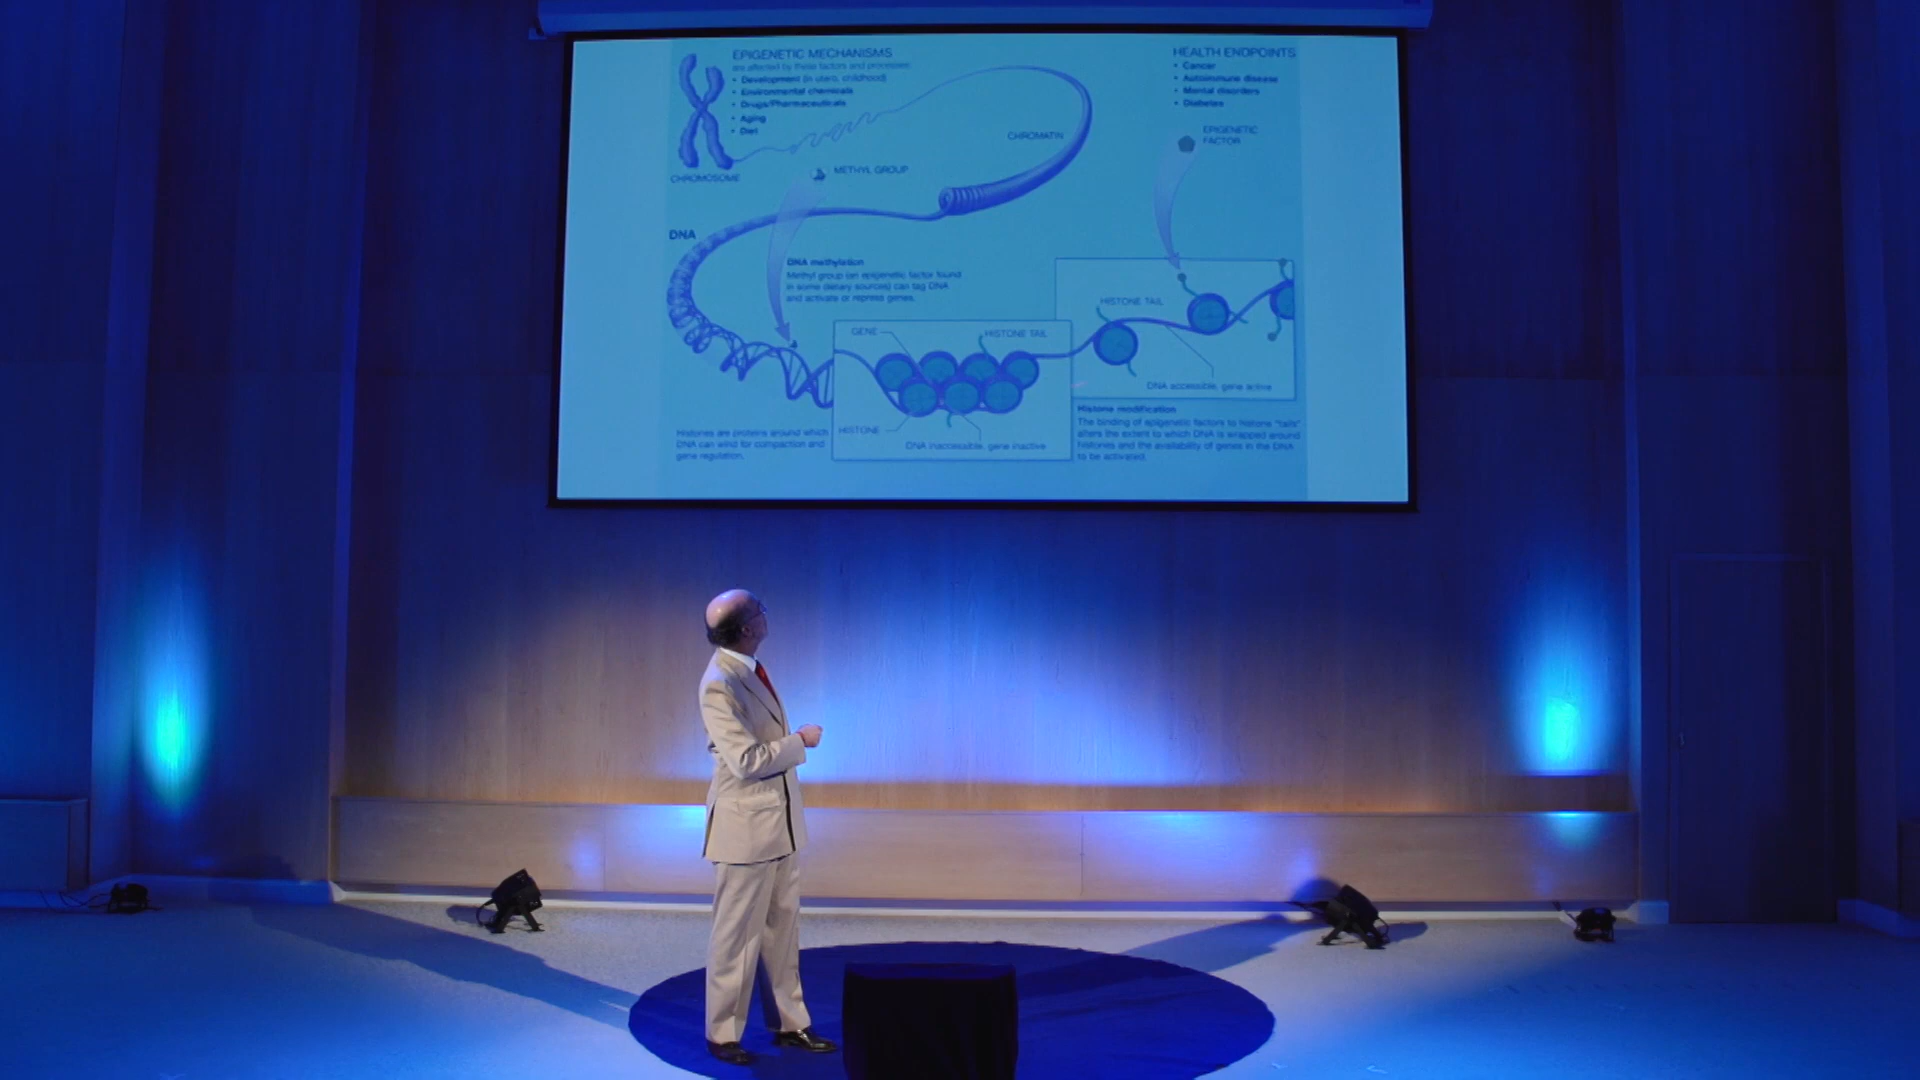 EPIGENETIC MECHANISMS
are affected by these factors and processes:
• Development (in utero, childhood)
• Environmental chemicals
• Drugs/Pharmaceuticals
• Aging
• Diet
HEALTH ENDPOINTS
• Cancer
• Autoimmune disease
• Mental disorders
• Diabetes
EPIGENETIC
FACTOR
CHROMATIN
CHROMOSOME
METHYL GROUP
DNA
DNA methylation
Methyl group (an epigenetic factor found
in some dietary sources) can tag DNA
and activate or repress genes.
GENE
HISTONE TAIL
HISTONE TAIL
DNA accessible, gene active
HISTONE
DNA inaccessible, gene inactive
Histones are proteins around which
DNA can wind for compaction and
gene regulation.
Histone modification
The binding of epigenetic factors to histone "tails"
alters the extent to which DNA is wrapped around
histones and the availability of genes in the DNA
to be activated.